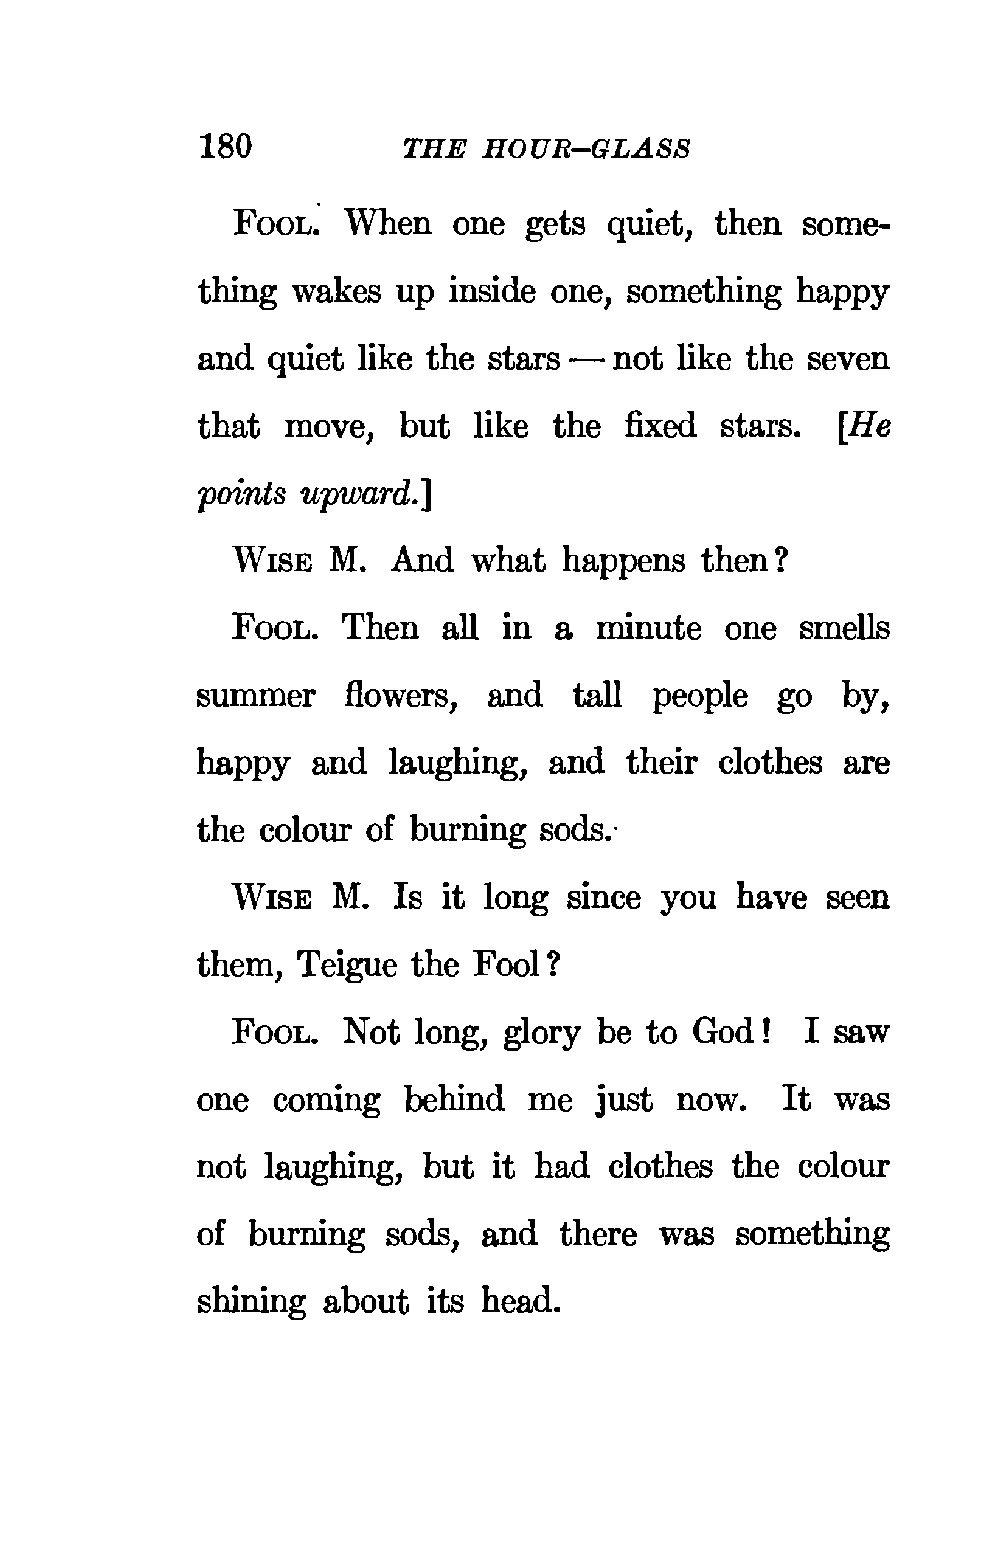 180 THE HOUR-GLASS
FOOL. When one gets quiet, then some-
thing wakes up inside one, something happy
and quiet like the stars — not like the seven
that move, but like the fixed stars. [He
points upward.]
WISE M. And what happens then?
FOOL. Then all in a minute one smells
summer flowers, and tall people go by,
happy and laughing, and their clothes are
the colour of burning sods.
WISE M. Is it long since you have seen
them, Teigue the Fool?
FOOL. Not long, glory be to God! I saw
one coming behind me just now. It was
not laughing, but it had clothes the colour
of burning sods, and there was something
shining about its head.